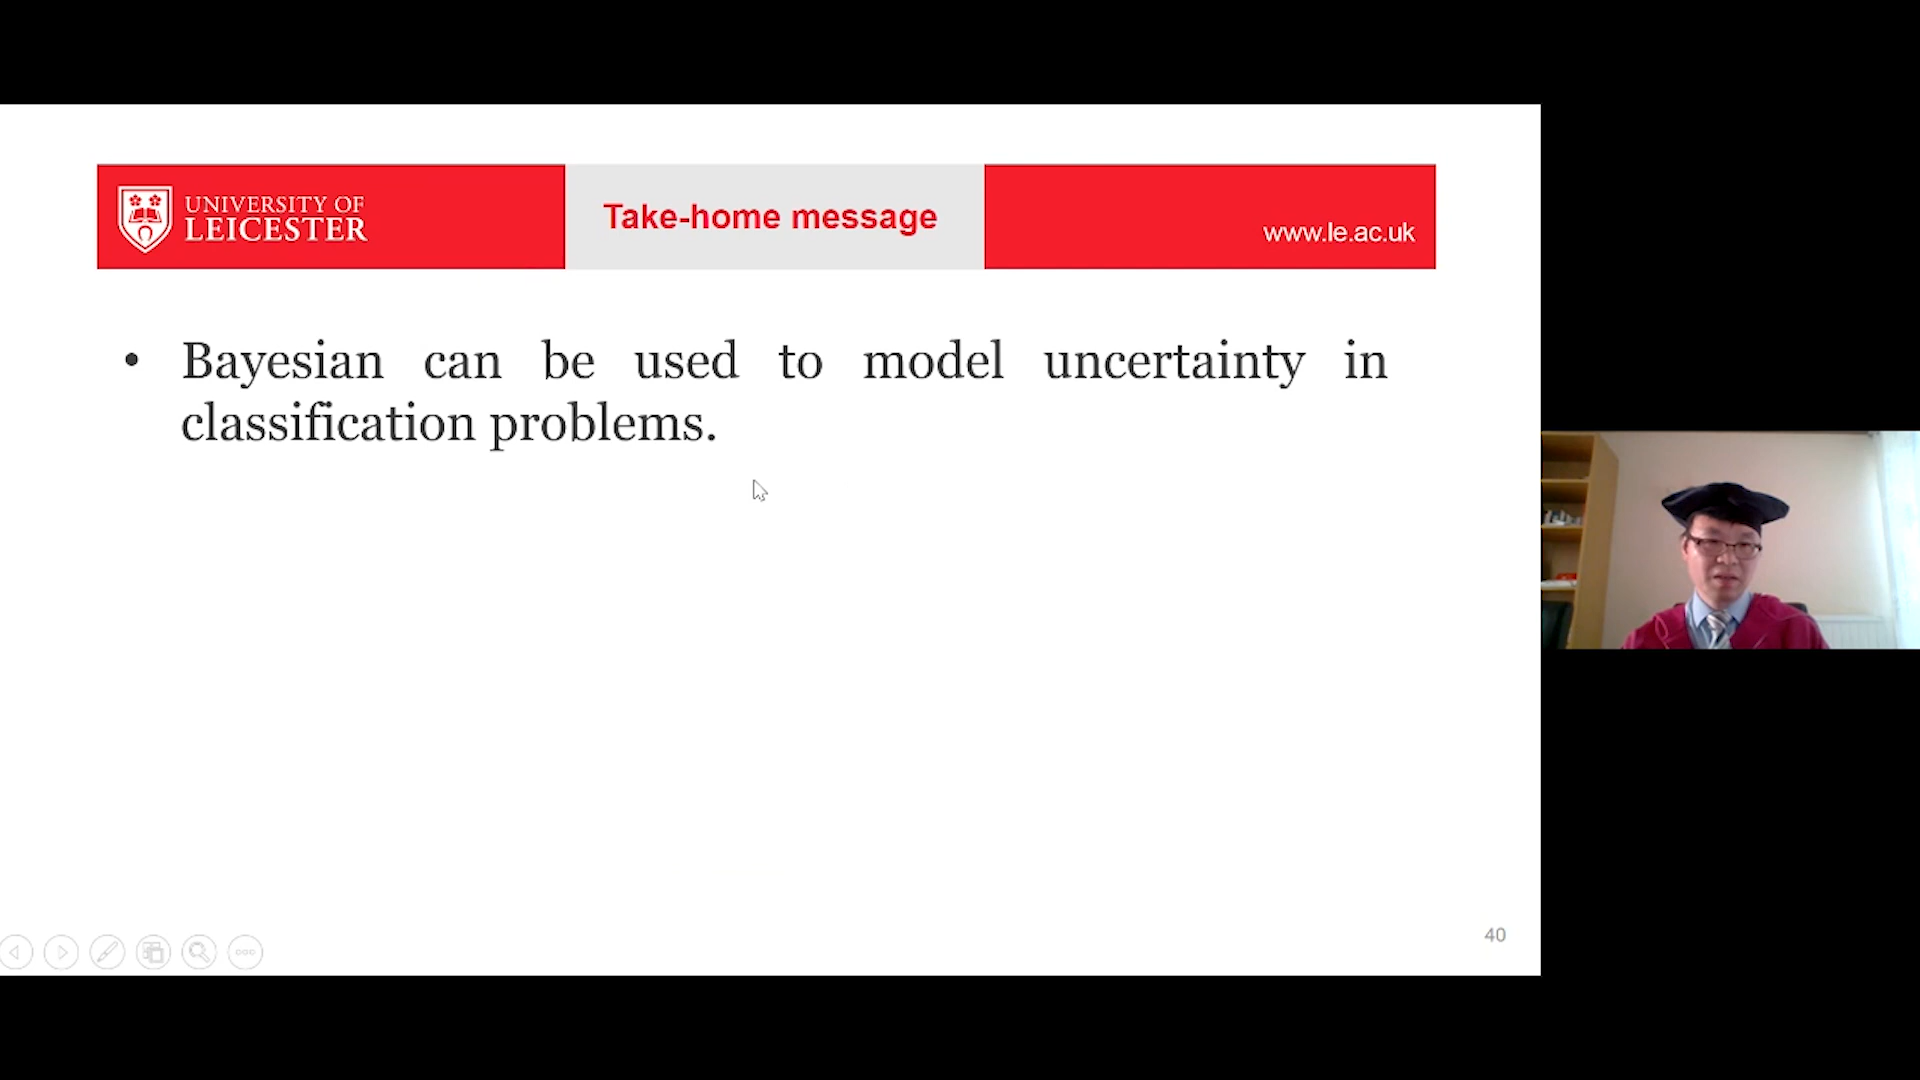 UNIVERSITY OF
LEICESTER
Take-home message
www.le.ac.uk
• Bayesian can be used to model uncertainty in
classification problems.
40